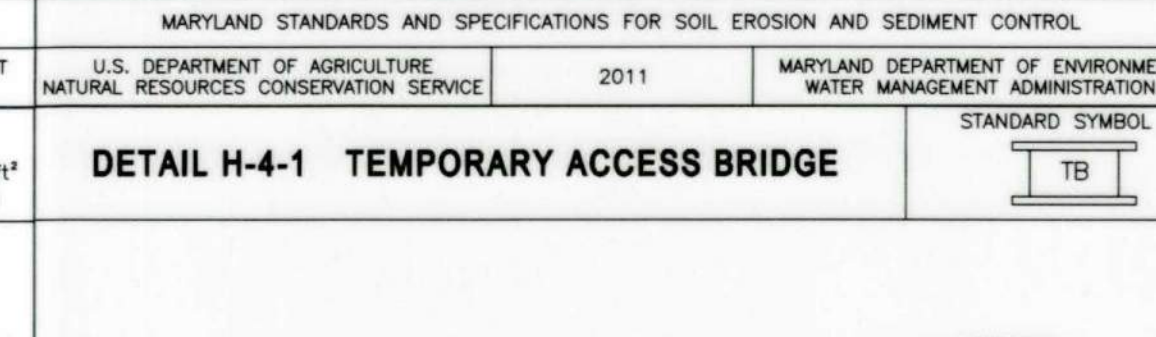 MARYLAND STANDARDS AND SPECIFICATIONS FOR SOIL EROSION AND SEDIMENT CONTROL
T
U.S. DEPARTMENT OF AGRICULTURE
NATURAL RESOURCES CONSERVATION SERVICE
2011
MARYLAND DEPARTMENT OF ENVIRONME
WATER MANAGEMENT ADMINISTRATION
t²
DETAIL H-4-1 TEMPORARY ACCESS BRIDGE
STANDARD SYMBOL
TB